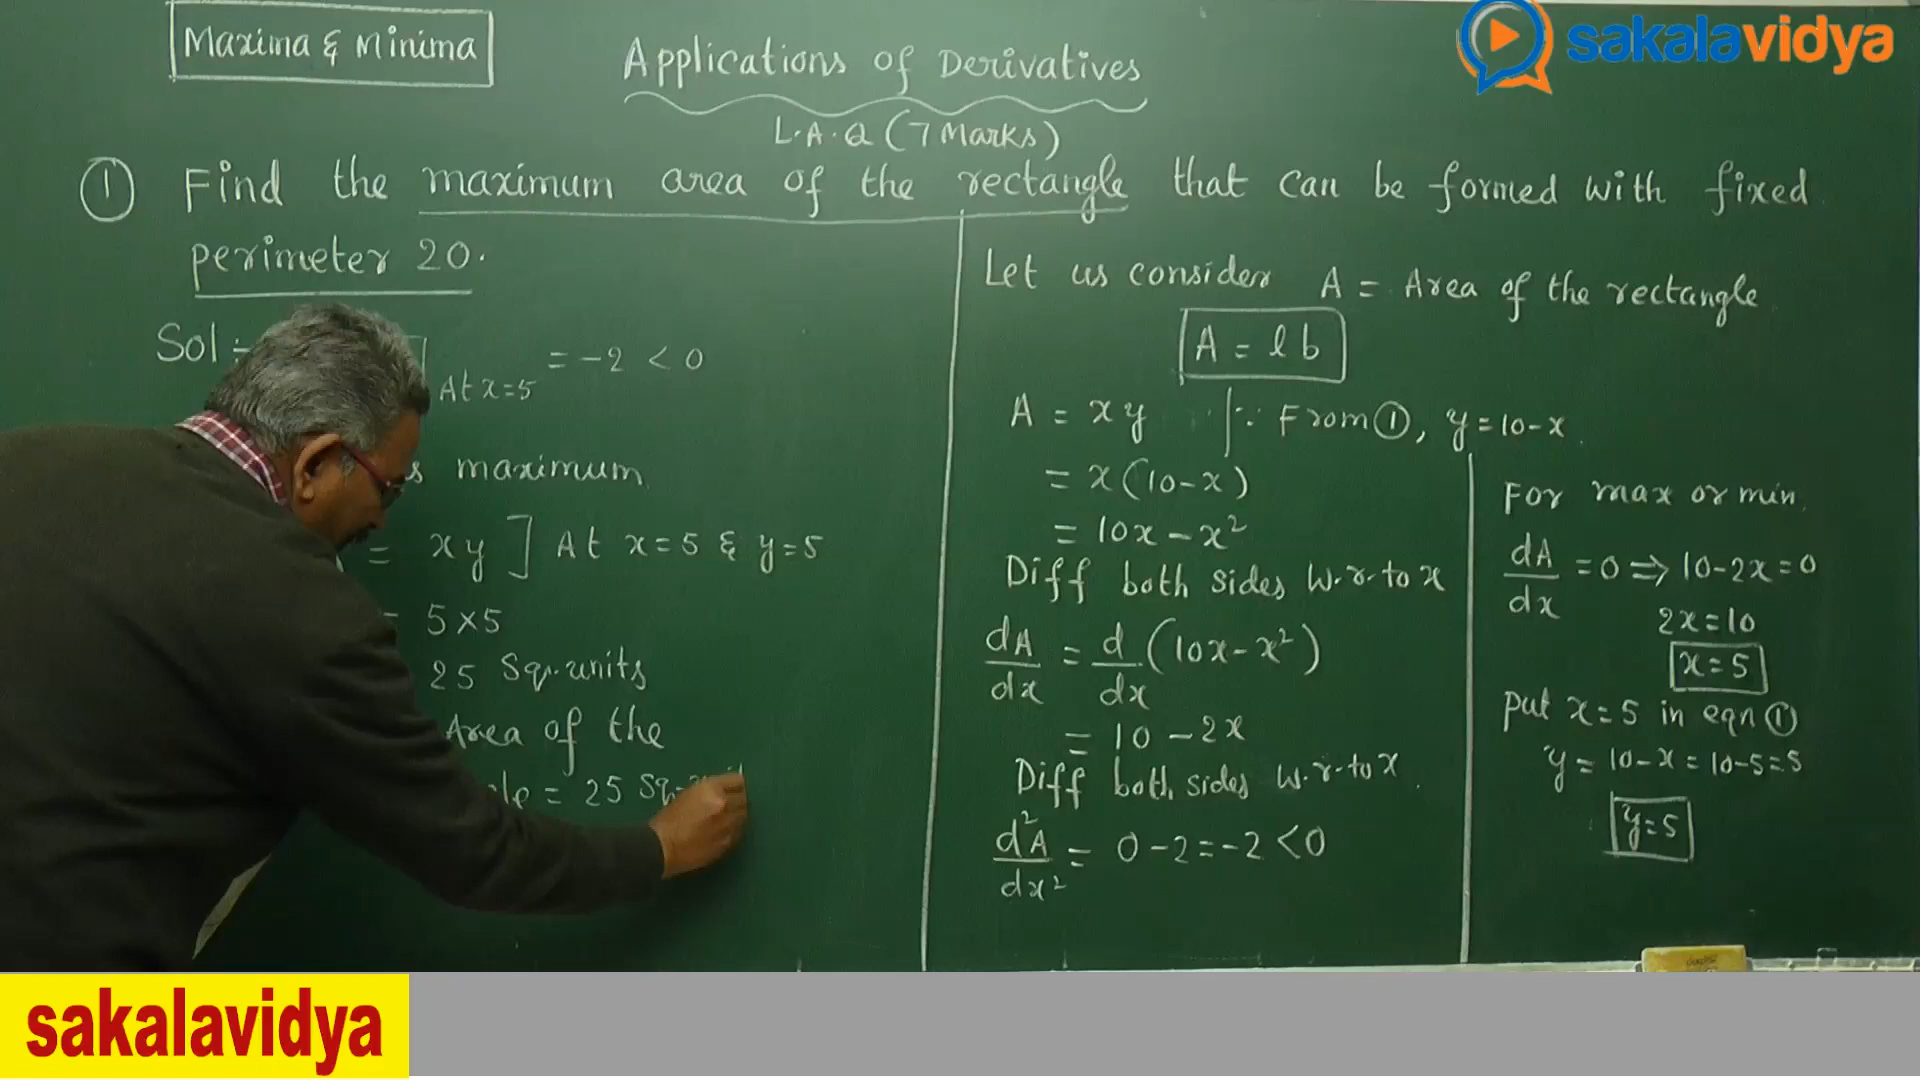 Maxima & Minima
Applications of Derivatives
sakalavidya
L.A.Q (7 Marks)
① Find the maximum area of the rectangle that can be formed with fixed
perimeter 20.
Sol :-
] At x=5 = -2 < 0
s maximum
= xy ] At x=5 & y=5
= 5×5
25 Sq.units
Area of the
= 25 Sq.
Let us consider A = Area of the rectangle
A = lb
A = xy ∵ From ①, y=10-x
= x(10-x)
= 10x-x²
Diff both sides w.r.to x
dA/dx = d/dx (10x-x²)
= 10-2x
Diff both sides w.r.to x.
d²A/dx² = 0-2=-2<0
For max or min.
dA/dx =0⇒10-2x=0
2x=10
x=5
put x=5 in eqn ①
y=10-x=10-5=5
y=5
sakalavidya